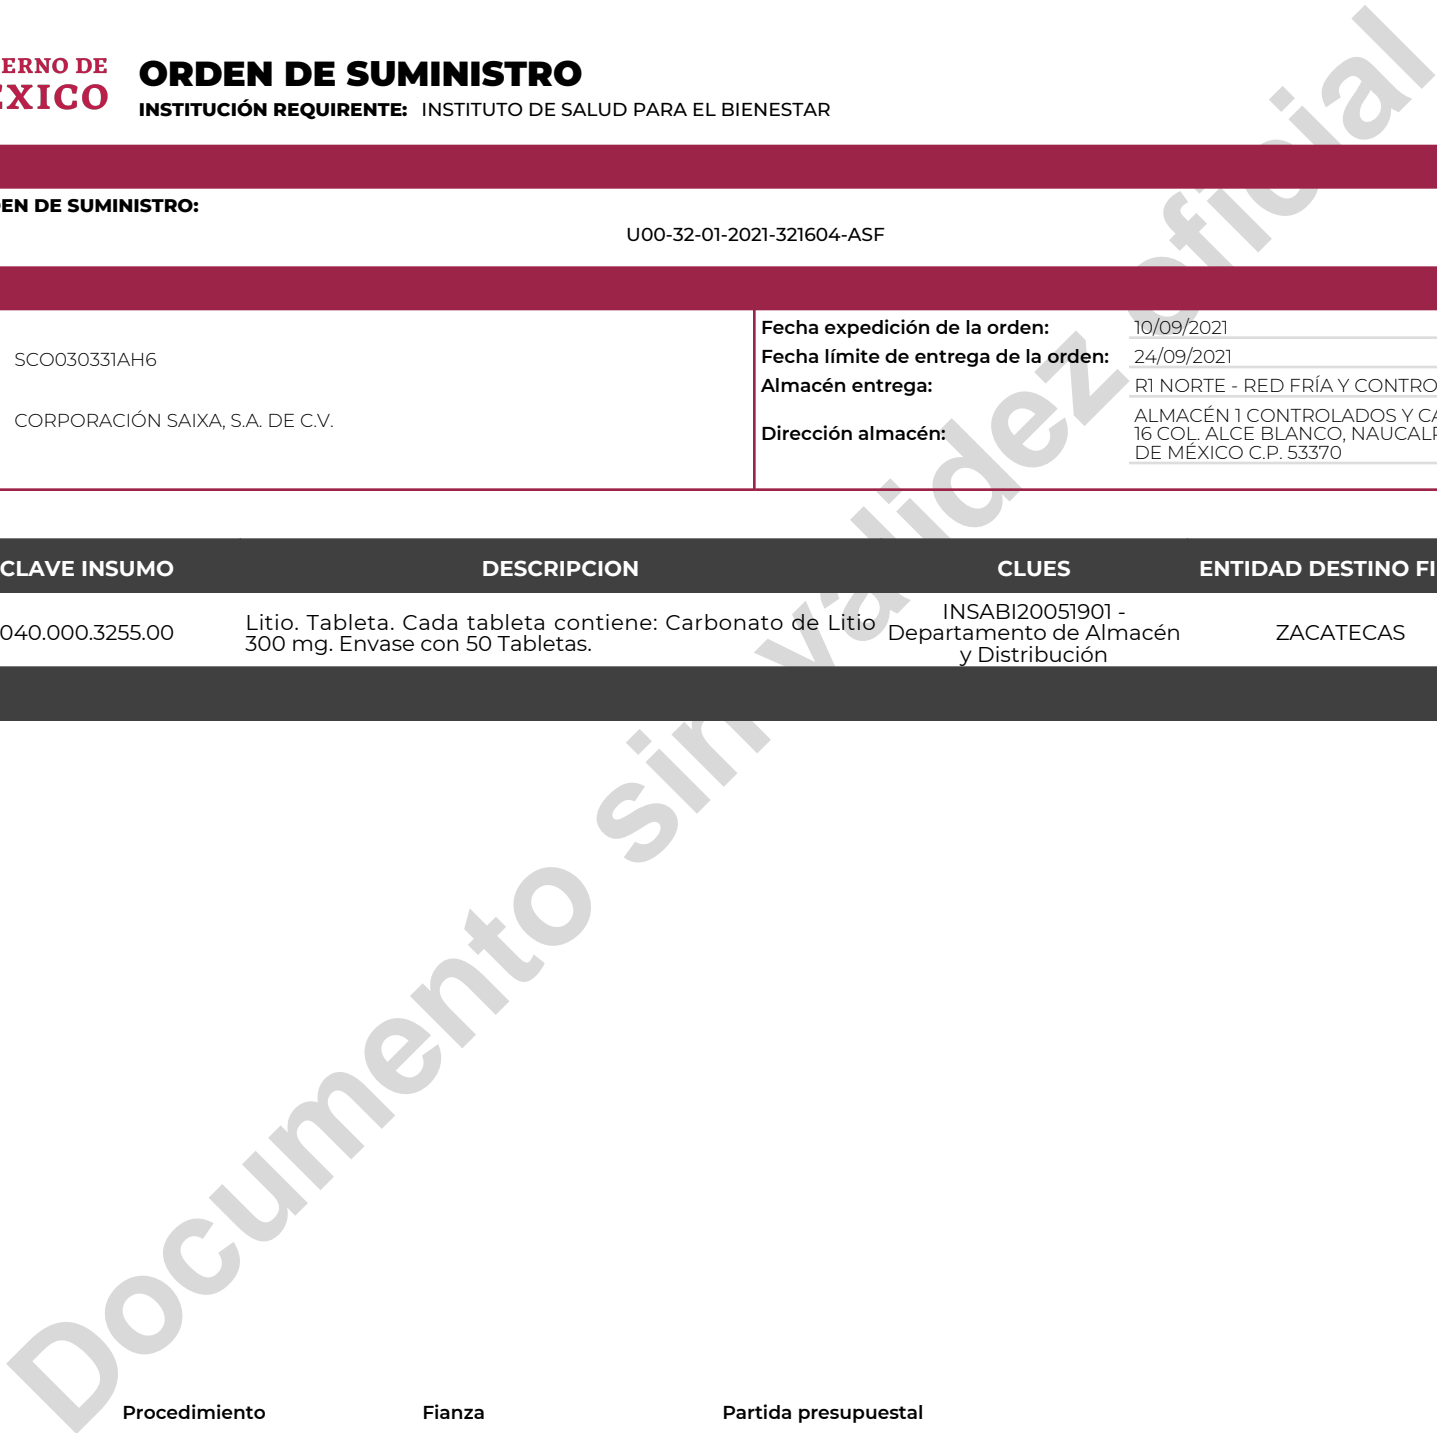 ERNO DE
EXICO
ORDEN DE SUMINISTRO
INSTITUCIÓN REQUIRENTE: INSTITUTO DE SALUD PARA EL BIENESTAR
EN DE SUMINISTRO:
U00-32-01-2021-321604-ASF
SCO030331AH6
CORPORACIÓN SAIXA, S.A. DE C.V.
Fecha expedición de la orden: 10/09/2021
Fecha límite de entrega de la orden: 24/09/2021
Almacén entrega: R1 NORTE - RED FRÍA Y CONTRO
Dirección almacén: ALMACÉN 1 CONTROLADOS Y CA
16 COL. ALCE BLANCO, NAUCALP
DE MÉXICO C.P. 53370
CLAVE INSUMO DESCRIPCION CLUES ENTIDAD DESTINO FI
040.000.3255.00
Litio. Tableta. Cada tableta contiene: Carbonato de Litio
300 mg. Envase con 50 Tabletas.
INSABI20051901 -
Departamento de Almacén
y Distribución
ZACATECAS
Documento sin validez oficial
Procedimiento Fianza Partida presupuestal